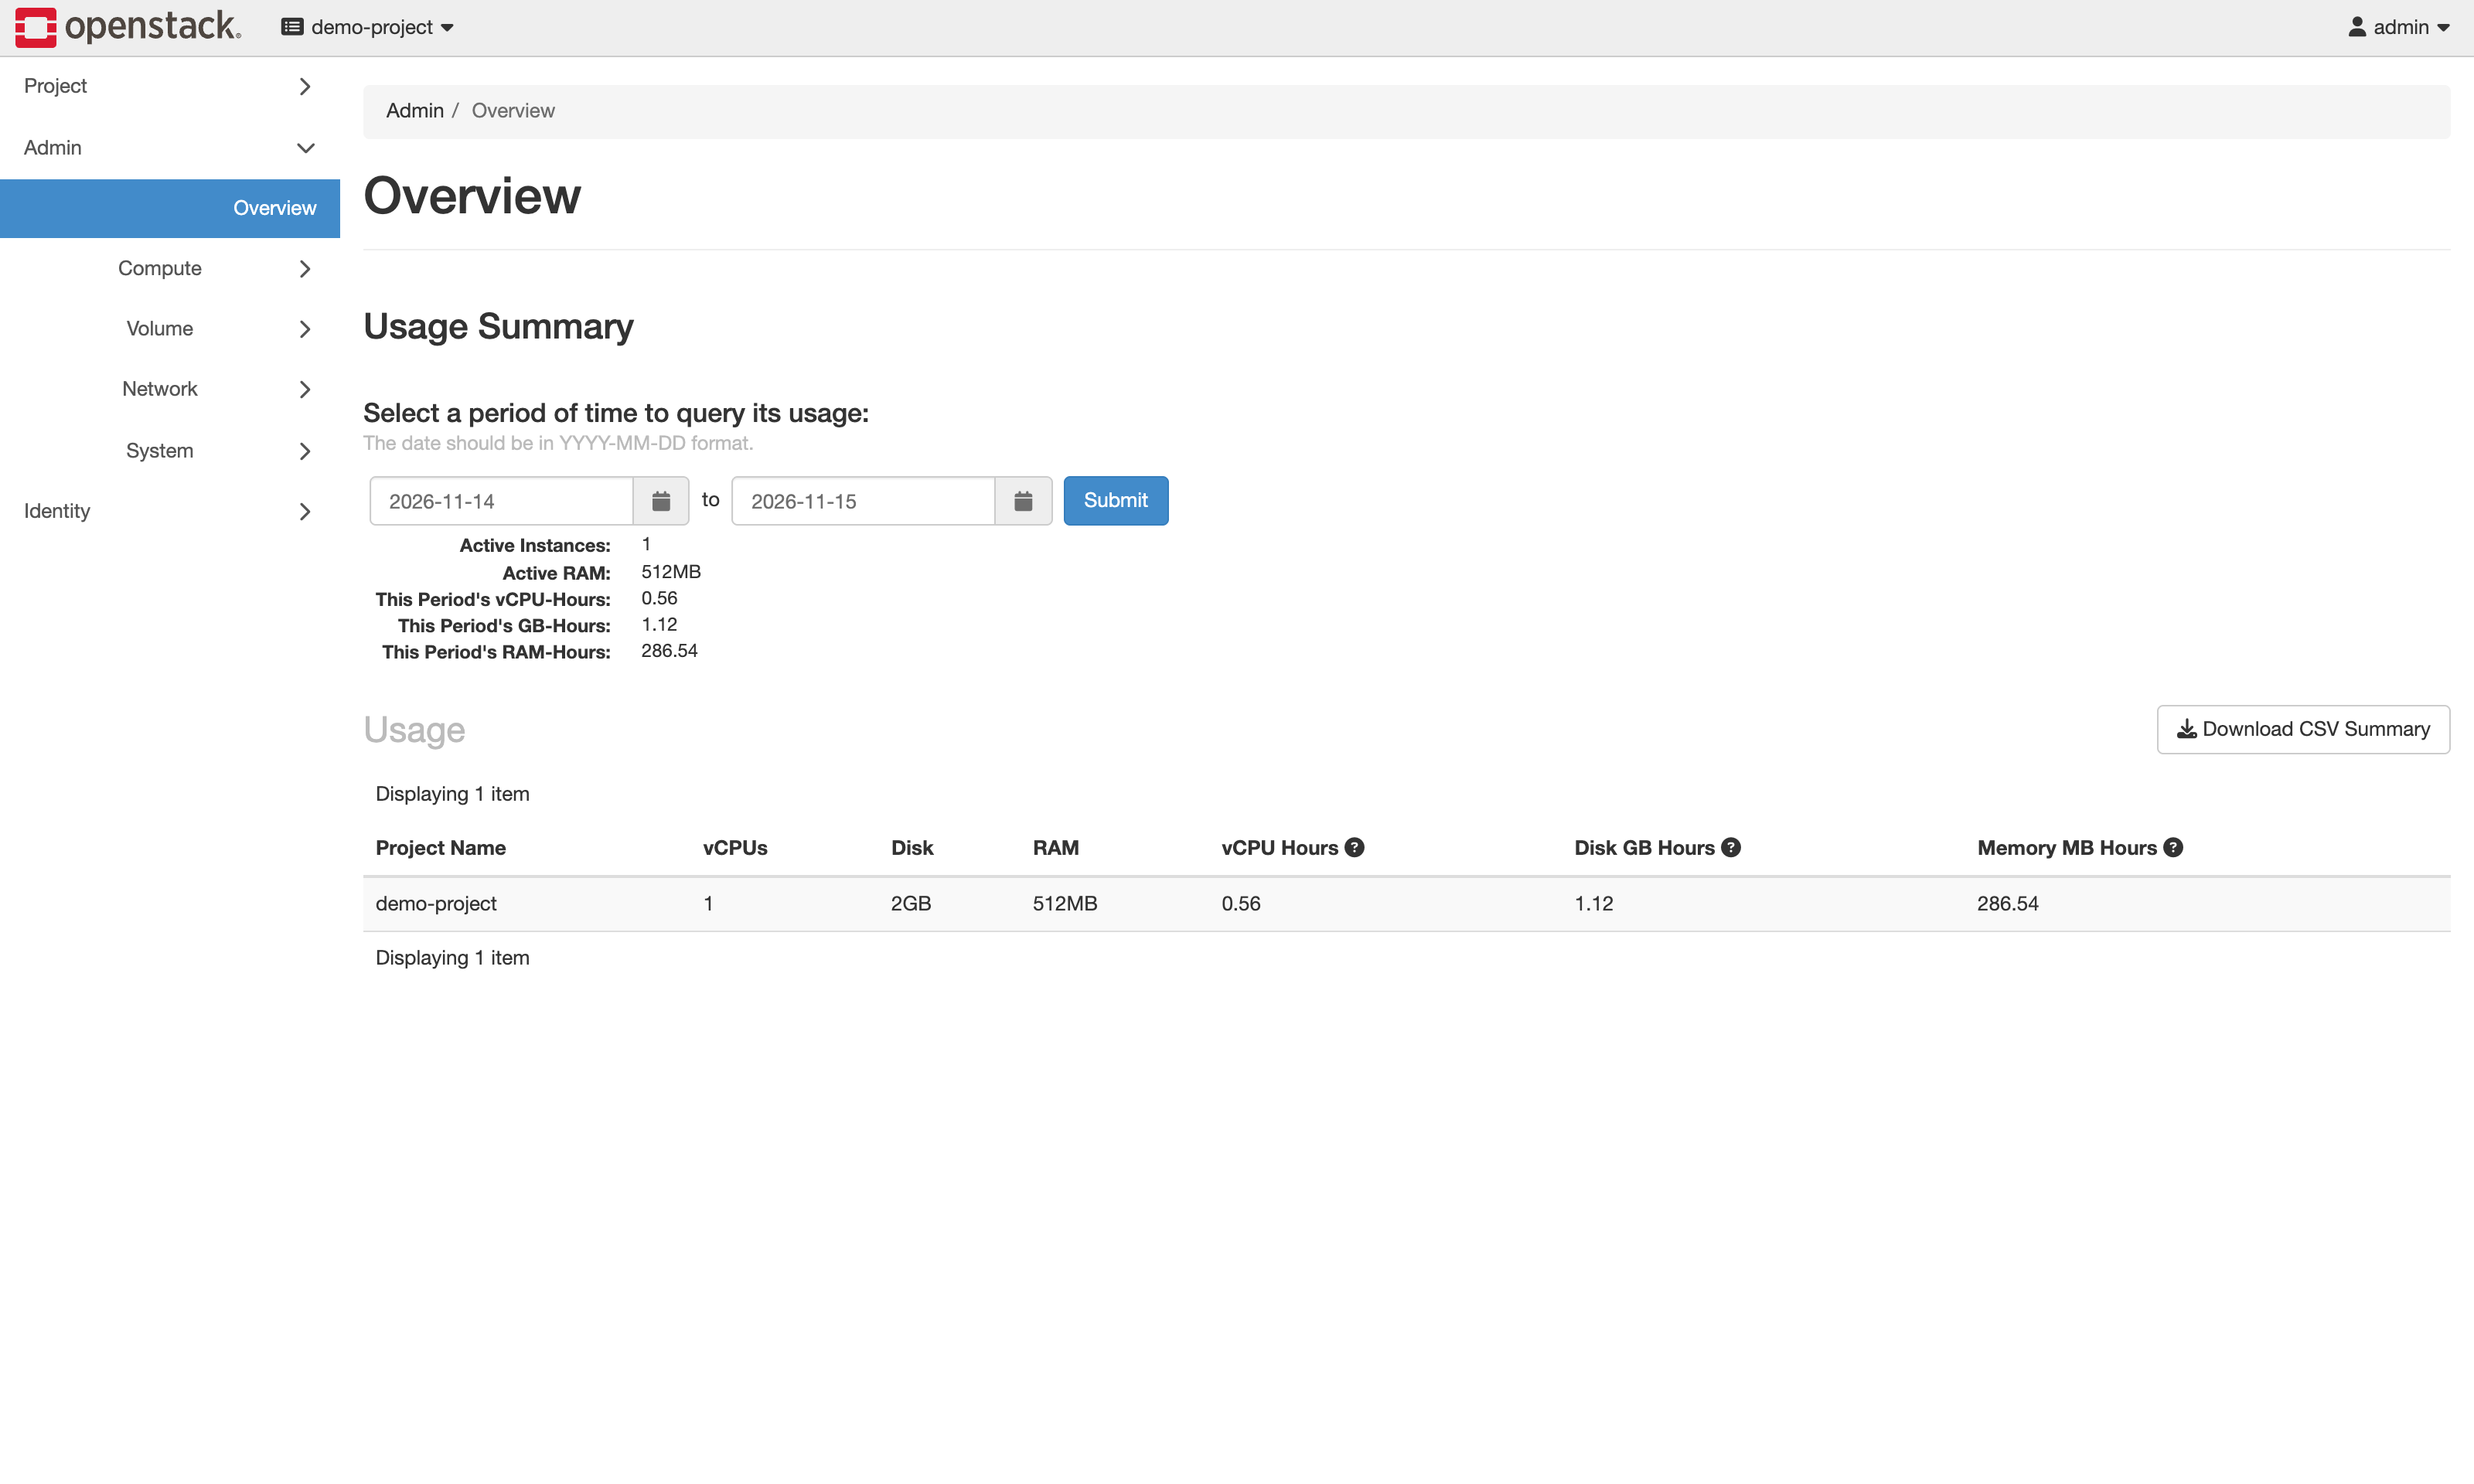 openstack. demo-project admin
Project
Admin
Overview
Compute
Volume
Network
System
Identity
Admin / Overview
Overview
Usage Summary
Select a period of time to query its usage:
The date should be in YYYY-MM-DD format.
2026-11-14 to 2026-11-15 Submit
Active Instances: 1
Active RAM: 512MB
This Period's vCPU-Hours: 0.56
This Period's GB-Hours: 1.12
This Period's RAM-Hours: 286.54
Usage Download CSV Summary
Displaying 1 item
Project Name vCPUs Disk RAM vCPU Hours ? Disk GB Hours ? Memory MB Hours ?
demo-project 1 2GB 512MB 0.56 1.12 286.54
Displaying 1 item